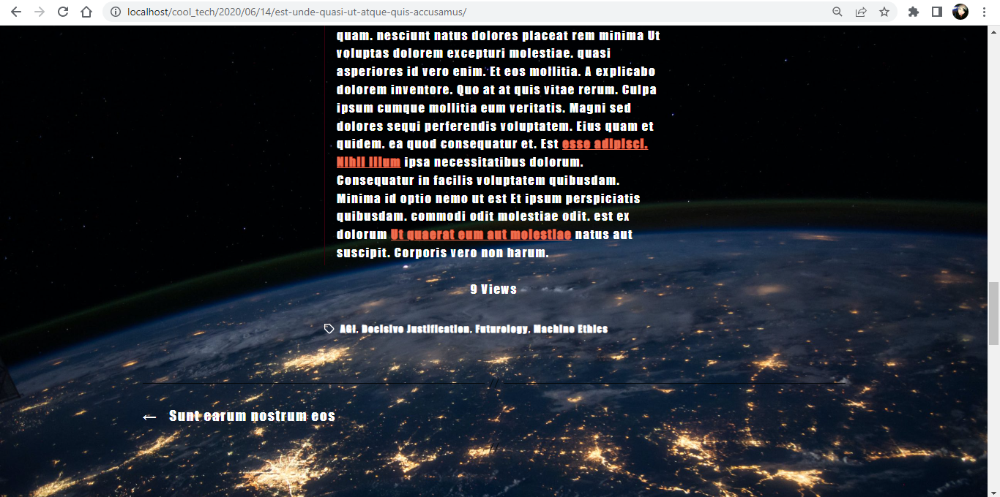 localhost/cool_tech/2020/06/14/est-unde-quasi-ut-atque-quis-accusamus/
quam. nesciunt natus dolores placeat rem minima Ut
voluptas dolorem excepturi molestiae. quasi
asperiores id vero enim. Et eos mollitia. A explicabo
dolorem inventore. Quo at at quis vitae rerum. Culpa
ipsum cumque mollitia eum veritatis. Magni sed
dolores sequi perferendis voluptatem. Eius quam et
quidem. ea quod consequatur et. Est esse adipisci.
Nihil illum ipsa necessitatibus dolorum.
Consequatur in facilis voluptatem quibusdam.
Minima id optio nemo ut est Et ipsum perspiciatis
quibusdam. commodi odit molestiae odit. est ex
dolorum Ut quaerat eum aut molestiae natus aut
suscipit. Corporis vero non harum.
9 Views
AGI, Decisive Justification, Futurology, Machine Ethics
//
← Sunt earum nostrum eos
//